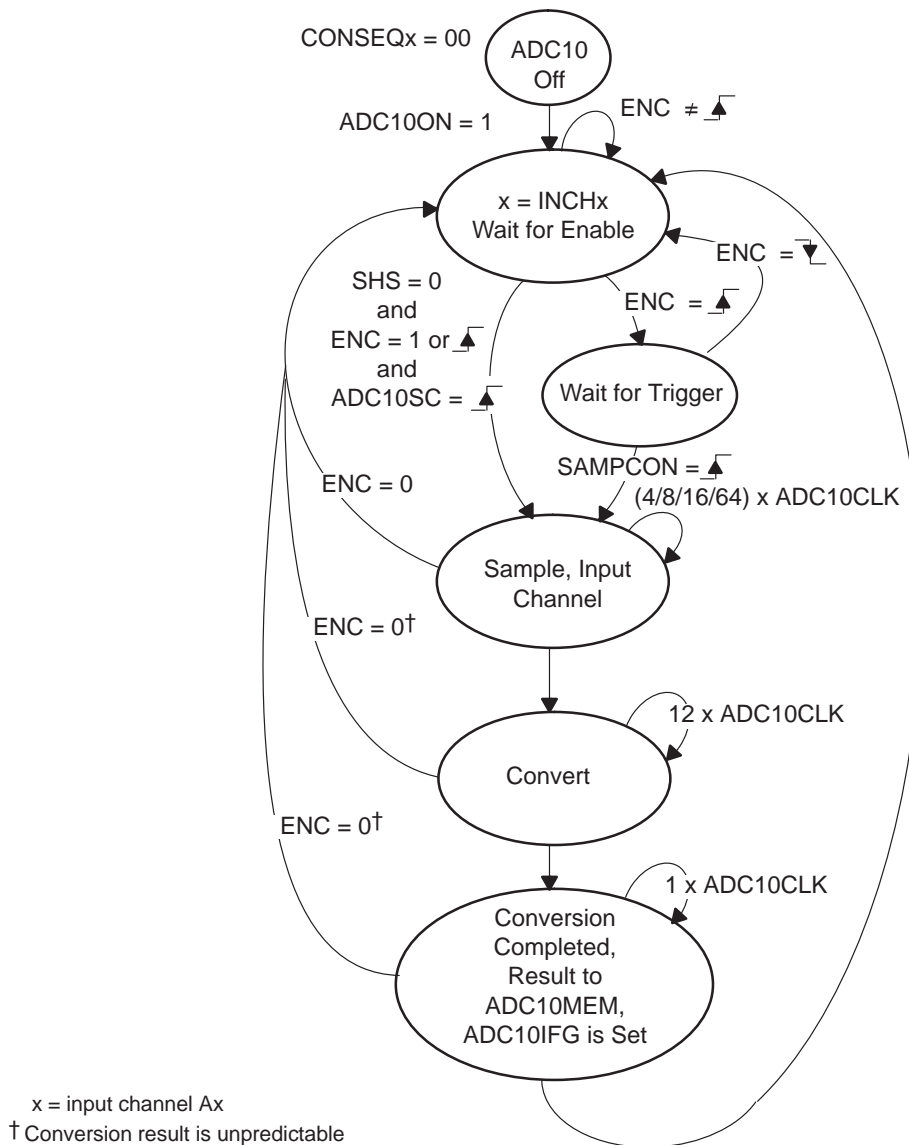 CONSEQx = 00
ADC10
Off
ADC10ON = 1
ENC ≠
x = INCHx
Wait for Enable
ENC =
SHS = 0
and
ENC = 1 or
and
ADC10SC =
ENC =
Wait for Trigger
SAMPCON =
(4/8/16/64) x ADC10CLK
ENC = 0
Sample, Input
Channel
ENC = 0†
12 x ADC10CLK
Convert
ENC = 0†
1 x ADC10CLK
Conversion
Completed,
Result to
ADC10MEM,
ADC10IFG is Set
x = input channel Ax
† Conversion result is unpredictable